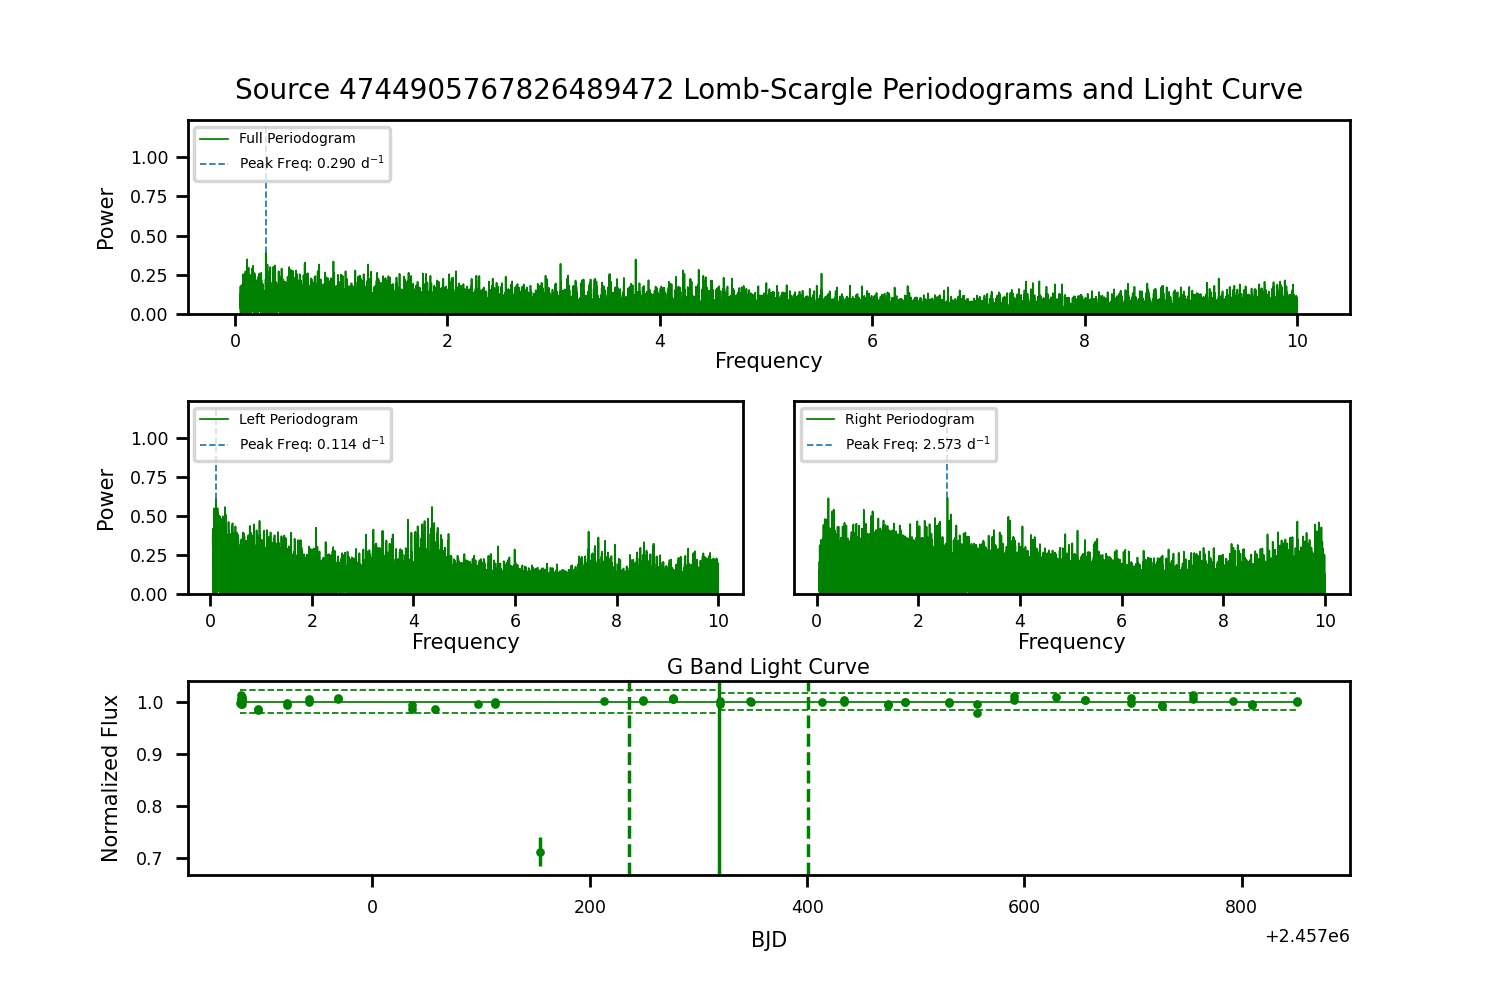 Source 4744905767826489472 Lomb-Scargle Periodograms and Light Curve
Full Periodogram
Peak Freq: 0.290 d⁻¹
Power
1.00
0.75
0.50
0.25
0.00
0 2 4 6 8 10
Frequency
Left Periodogram
Peak Freq: 0.114 d⁻¹
Power
1.00
0.75
0.50
0.25
0.00
0 2 4 6 8 10
Frequency
Right Periodogram
Peak Freq: 2.573 d⁻¹
0 2 4 6 8 10
Frequency
G Band Light Curve
Normalized Flux
1.0
0.9
0.8
0.7
0 200 400 600 800
BJD
+2.457e6